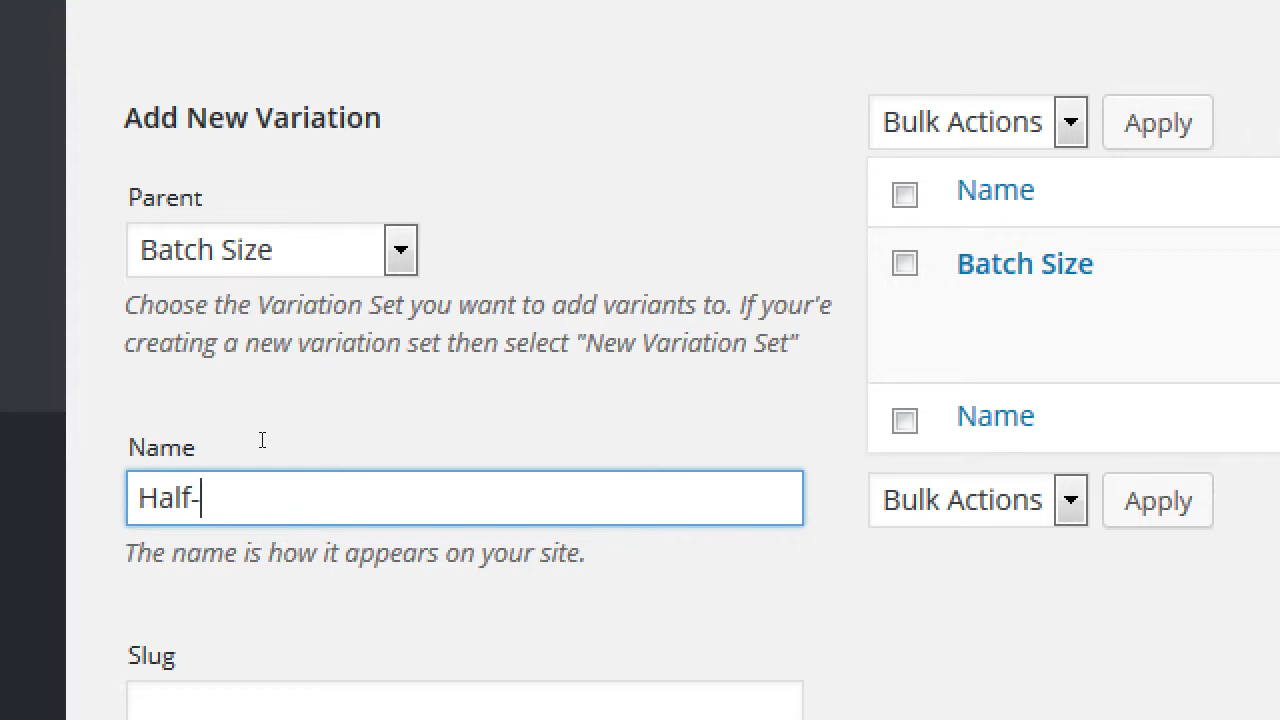 Add New Variation
Parent
Batch Size
Choose the Variation Set you want to add variants to. If your'e
creating a new variation set then select "New Variation Set"
Name
Half-
The name is how it appears on your site.
Slug
Bulk Actions
Apply
Name
Batch Size
Name
Bulk Actions
Apply